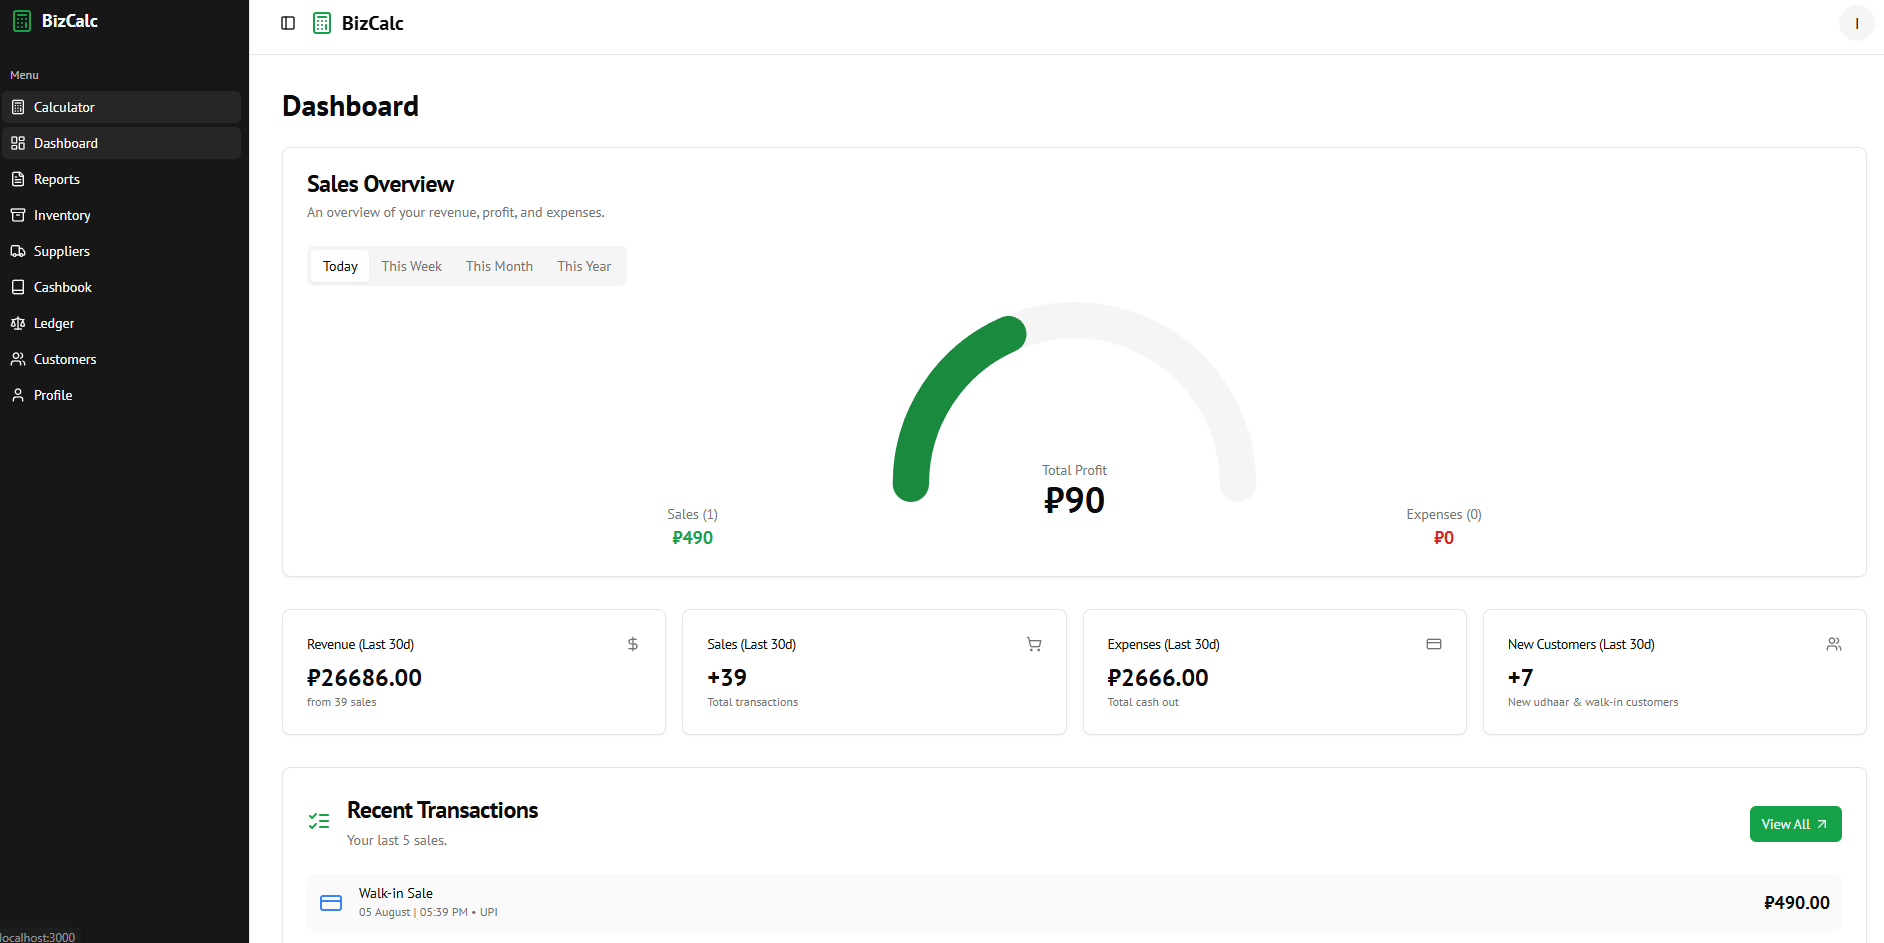 BizCalc
BizCalc
I
Menu
Calculator
Dashboard
Reports
Inventory
Suppliers
Cashbook
Ledger
Customers
Profile
Dashboard
Sales Overview
An overview of your revenue, profit, and expenses.
Today This Week This Month This Year
Total Profit
₽90
Sales (1)
₽490
Expenses (0)
₽0
Revenue (Last 30d)
₽26686.00
from 39 sales
Sales (Last 30d)
+39
Total transactions
Expenses (Last 30d)
₽2666.00
Total cash out
New Customers (Last 30d)
+7
New udhaar & walk-in customers
Recent Transactions
Your last 5 sales.
View All
Walk-in Sale
05 August | 05:39 PM • UPI
₽490.00
localhost:3000